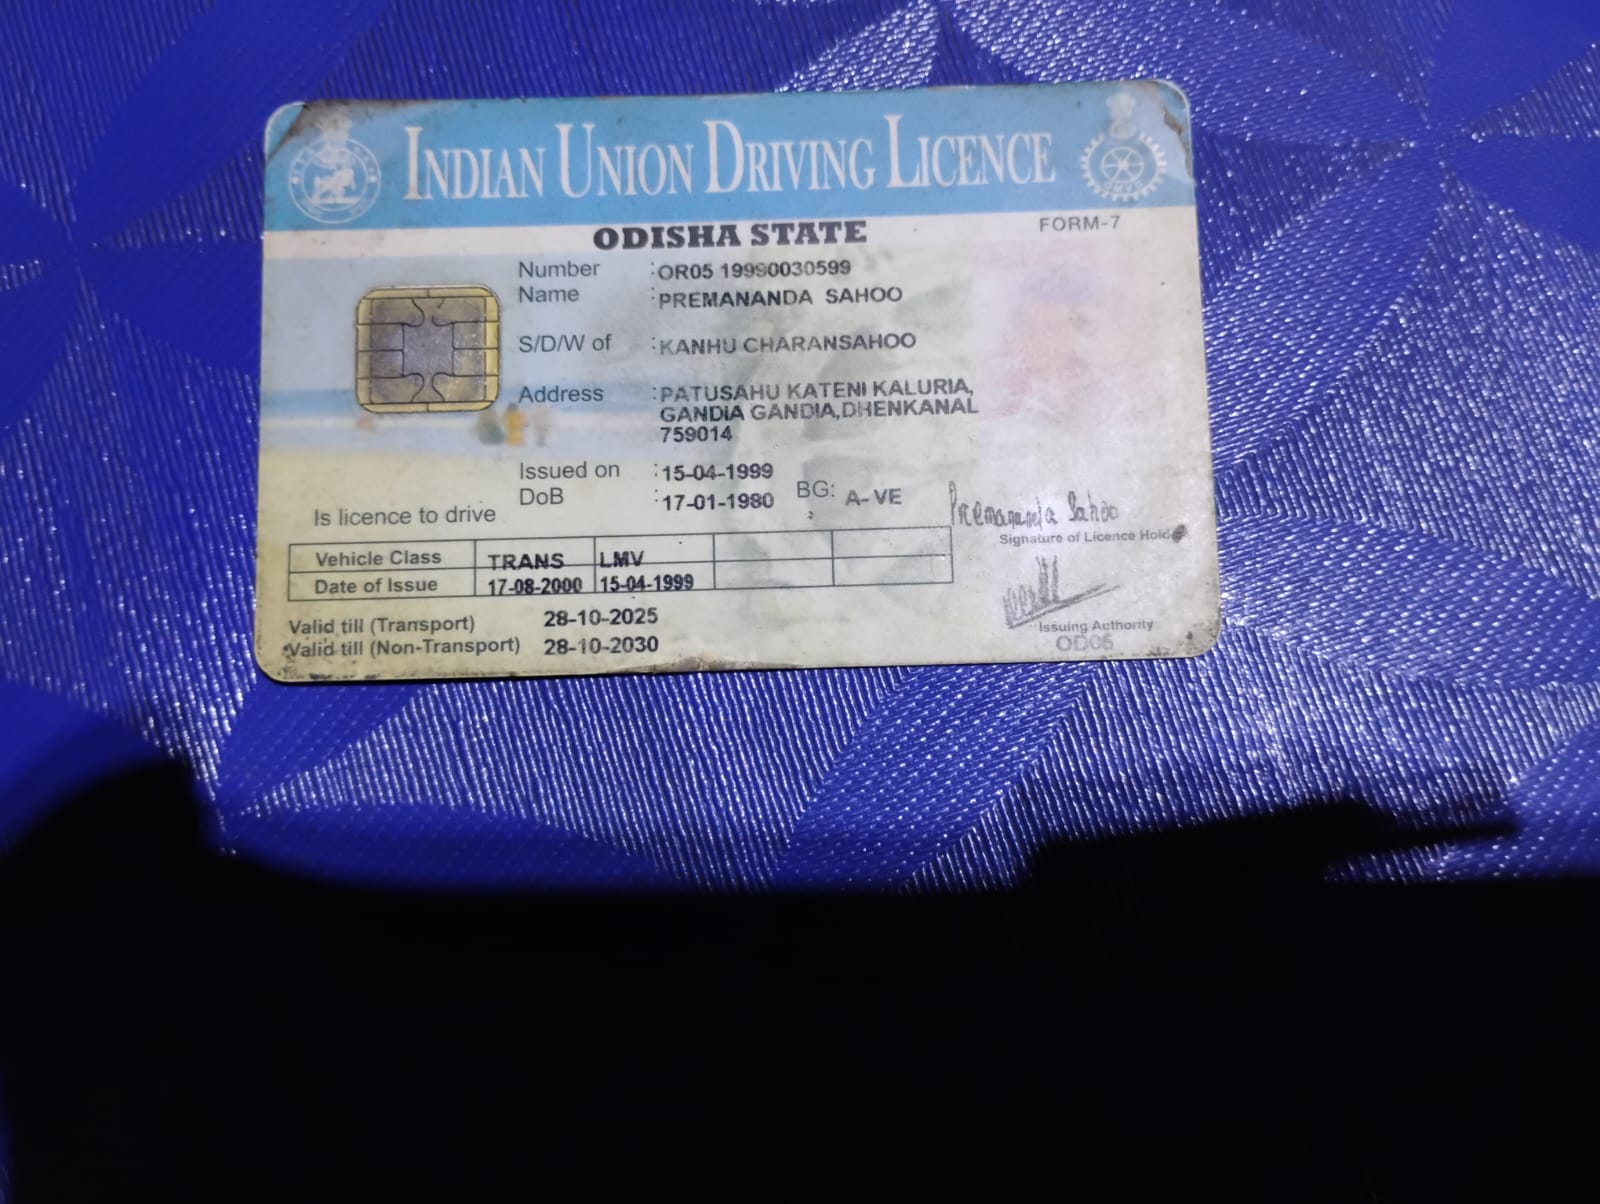 INDIAN UNION DRIVING LICENCE
ODISHA STATE
FORM-7
Number : OR05 19990030599
Name : PREMANANDA SAHOO
S/D/W of : KANHU CHARANSAHOO
Address : PATUSAHU KATENI KALURIA,
GANDIA GANDIA,DHENKANAL
759014
Issued on : 15-04-1999
DoB : 17-01-1980 BG: A-VE
Is licence to drive
Premananda Sahoo
Signature of Licence Holde
Vehicle Class TRANS LMV
Date of Issue 17-08-2000 15-04-1999
Valid till (Transport) 28-10-2025
Valid till (Non-Transport) 28-10-2030
Issuing Authority
OD06